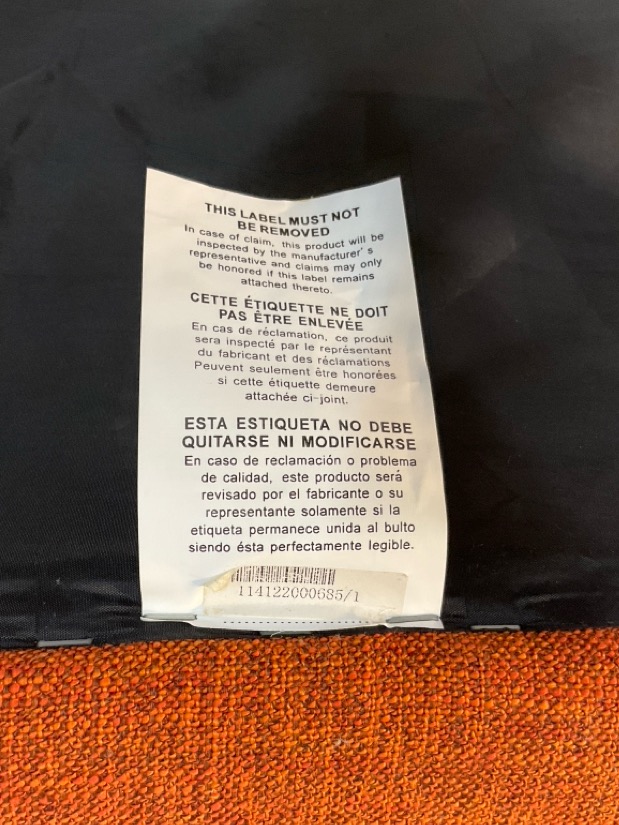 THIS LABEL MUST NOT
BE REMOVED
In case of claim, this product will be
inspected by the manufacturer's
representative and claims may only
be honored if this label remains
attached thereto.
CETTE ÉTIQUETTE NE DOIT
PAS ÊTRE ENLEVÉE
En cas de réclamation, ce produit
sera inspecté par le représentant
du fabricant et des réclamations
Peuvent seulement être honorées
si cette étiquette demeure
attachée ci-joint.
ESTA ESTIQUETA NO DEBE
QUITARSE NI MODIFICARSE
En caso de reclamación o problema
de calidad, este producto será
revisado por el fabricante o su
representante solamente si la
etiqueta permanece unida al bulto
siendo ésta perfectamente legible.
114122000685/1